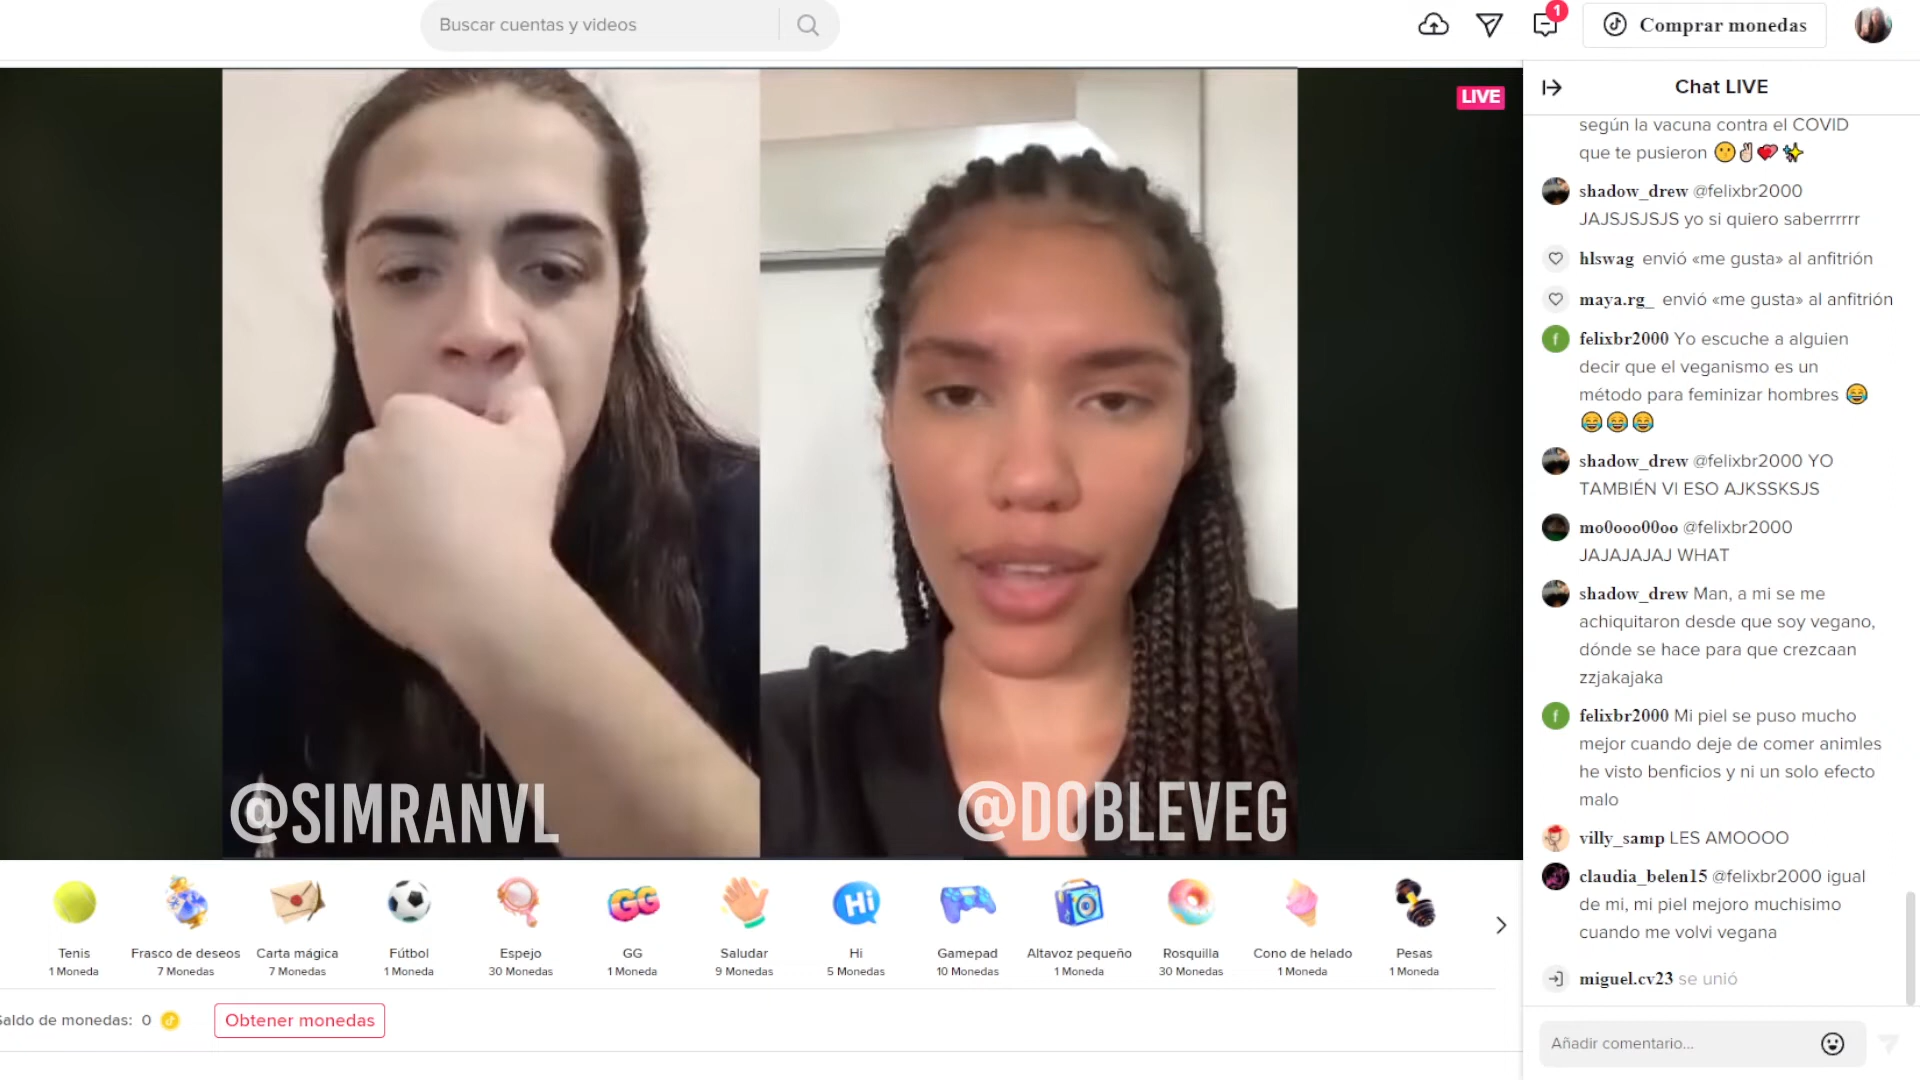 Buscar cuentas y videos
1
Comprar monedas
LIVE
@SIMRANVL
@DOBLEVEG
Chat LIVE
según la vacuna contra el COVID
que te pusieron 😶✌🏻💕✨
shadow_drew @felixbr2000
JAJSJSJSJS yo si quiero saberrrrrr
hlswag envió «me gusta» al anfitrión
maya.rg_ envió «me gusta» al anfitrión
f felixbr2000 Yo escuche a alguien
decir que el veganismo es un
método para feminizar hombres 😂
😂😂😂
shadow_drew @felixbr2000 YO
TAMBIÉN VI ESO AJKSSKSJS
mo0ooo00oo @felixbr2000
JAJAJAJAJ WHAT
shadow_drew Man, a mi se me
achiquitaron desde que soy vegano,
dónde se hace para que crezcaan
zzjakajaka
f felixbr2000 Mi piel se puso mucho
mejor cuando deje de comer animles
he visto benficios y ni un solo efecto
malo
villy_samp LES AMOOOO
claudia_belen15 @felixbr2000 igual
de mi, mi piel mejoro muchisimo
cuando me volvi vegana
miguel.cv23 se unió
Añadir comentario...
GG
Hi
Tenis
Frasco de deseos
Carta mágica
Fútbol
Espejo
GG
Saludar
Hi
Gamepad
Altavoz pequeño
Rosquilla
Cono de helado
Pesas
1 Moneda
7 Monedas
7 Monedas
1 Moneda
30 Monedas
1 Moneda
9 Monedas
5 Monedas
10 Monedas
1 Moneda
30 Monedas
1 Moneda
1 Moneda
Saldo de monedas: 0
Obtener monedas